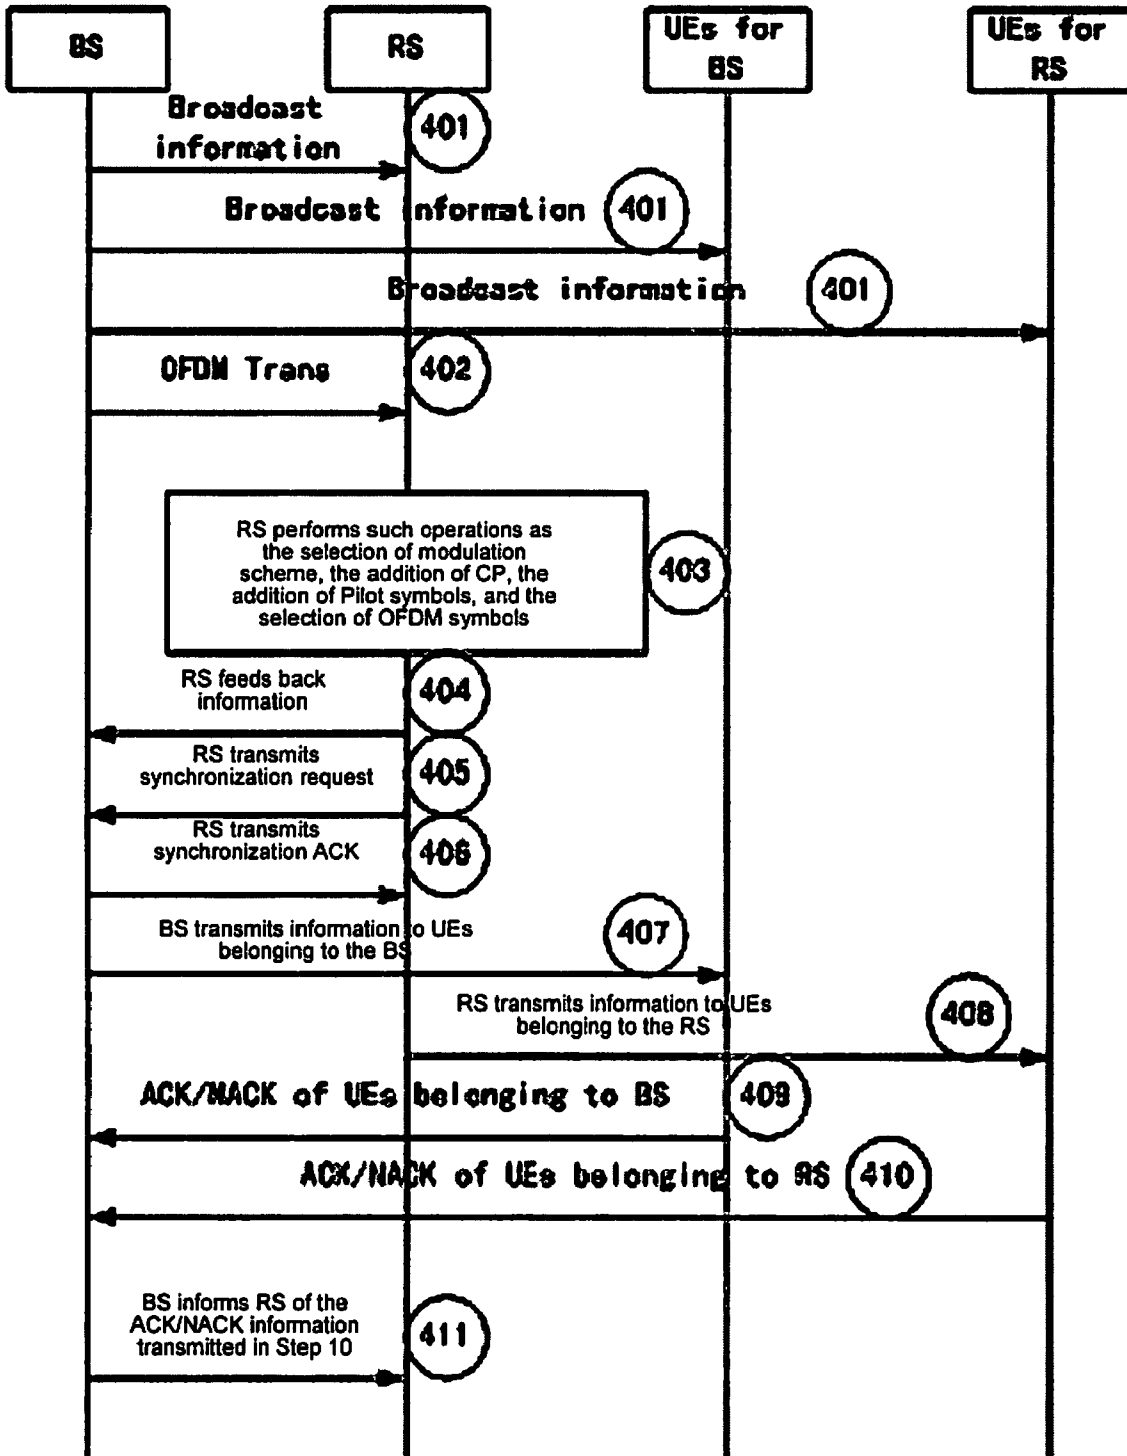 BS
RS
UEs for
BS
UEs for
RS
Broadcast
information
401
Broadcast information
401
Broadcast information
401
OFDM Trans
402
RS performs such operations as
the selection of modulation
scheme, the addition of CP, the
addition of Pilot symbols, and the
selection of OFDM symbols
403
RS feeds back
information
404
RS transmits
synchronization request
405
RS transmits
synchronization ACK
406
BS transmits information to UEs
belonging to the BS
407
RS transmits information to UEs
belonging to the RS
408
ACK/NACK of UEs belonging to BS
409
ACK/NACK of UEs belonging to RS
410
BS informs RS of the
ACK/NACK information
transmitted in Step 10
411